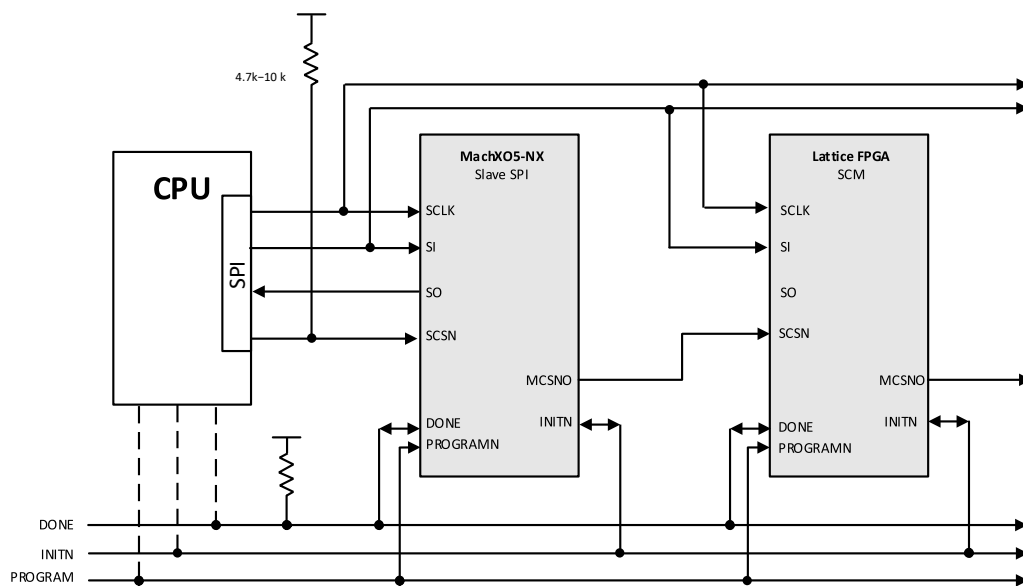 4.7k–10 k
CPU
SPI
MachXO5-NX
Slave SPI
SCLK
SI
SO
SCSN
MCSNO
DONE
INITN
PROGRAMN
Lattice FPGA
SCM
SCLK
SI
SO
SCSN
MCSNO
DONE
INITN
PROGRAMN
DONE
INITN
PROGRAM